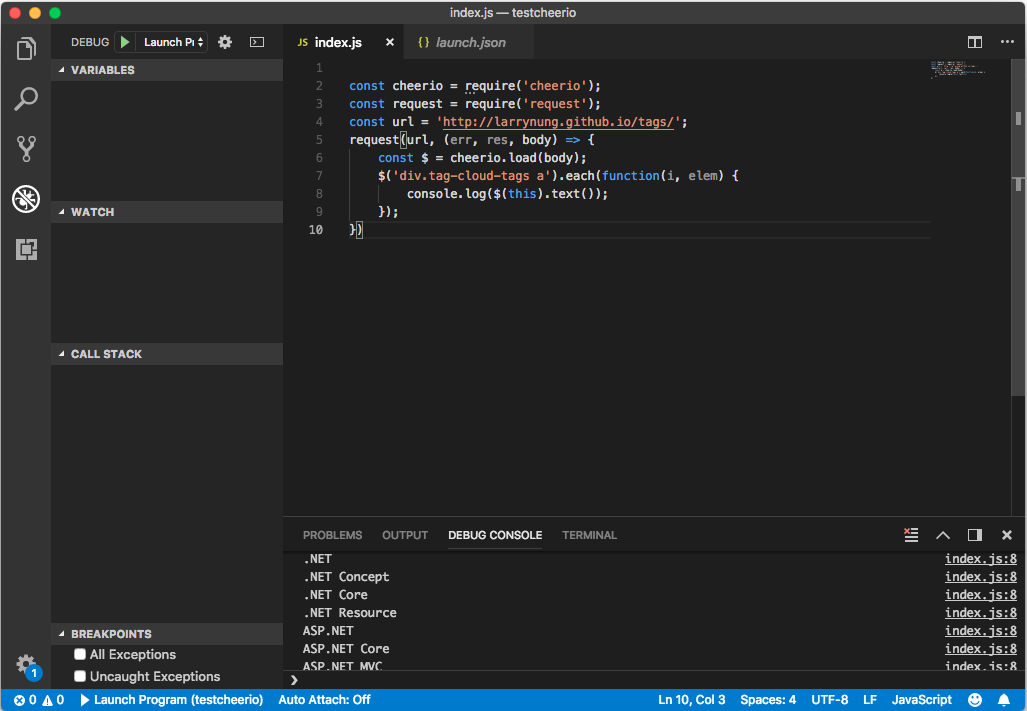 index.js — testcheerio
DEBUG Launch Pr
JS index.js {} launch.json
VARIABLES
WATCH
CALL STACK
BREAKPOINTS
All Exceptions
Uncaught Exceptions
1
2 const cheerio = require('cheerio');
3 const request = require('request');
4 const url = 'http://larrynung.github.io/tags/';
5 request(url, (err, res, body) => {
6 const $ = cheerio.load(body);
7 $('div.tag-cloud-tags a').each(function(i, elem) {
8 console.log($(this).text());
9 });
10 })
PROBLEMS OUTPUT DEBUG CONSOLE TERMINAL
.NET index.js:8
.NET Concept index.js:8
.NET Core index.js:8
.NET Resource index.js:8
ASP.NET index.js:8
ASP.NET Core index.js:8
ASP.NET MVC index.js:8
1
0 0 Launch Program (testcheerio) Auto Attach: Off Ln 10, Col 3 Spaces: 4 UTF-8 LF JavaScript